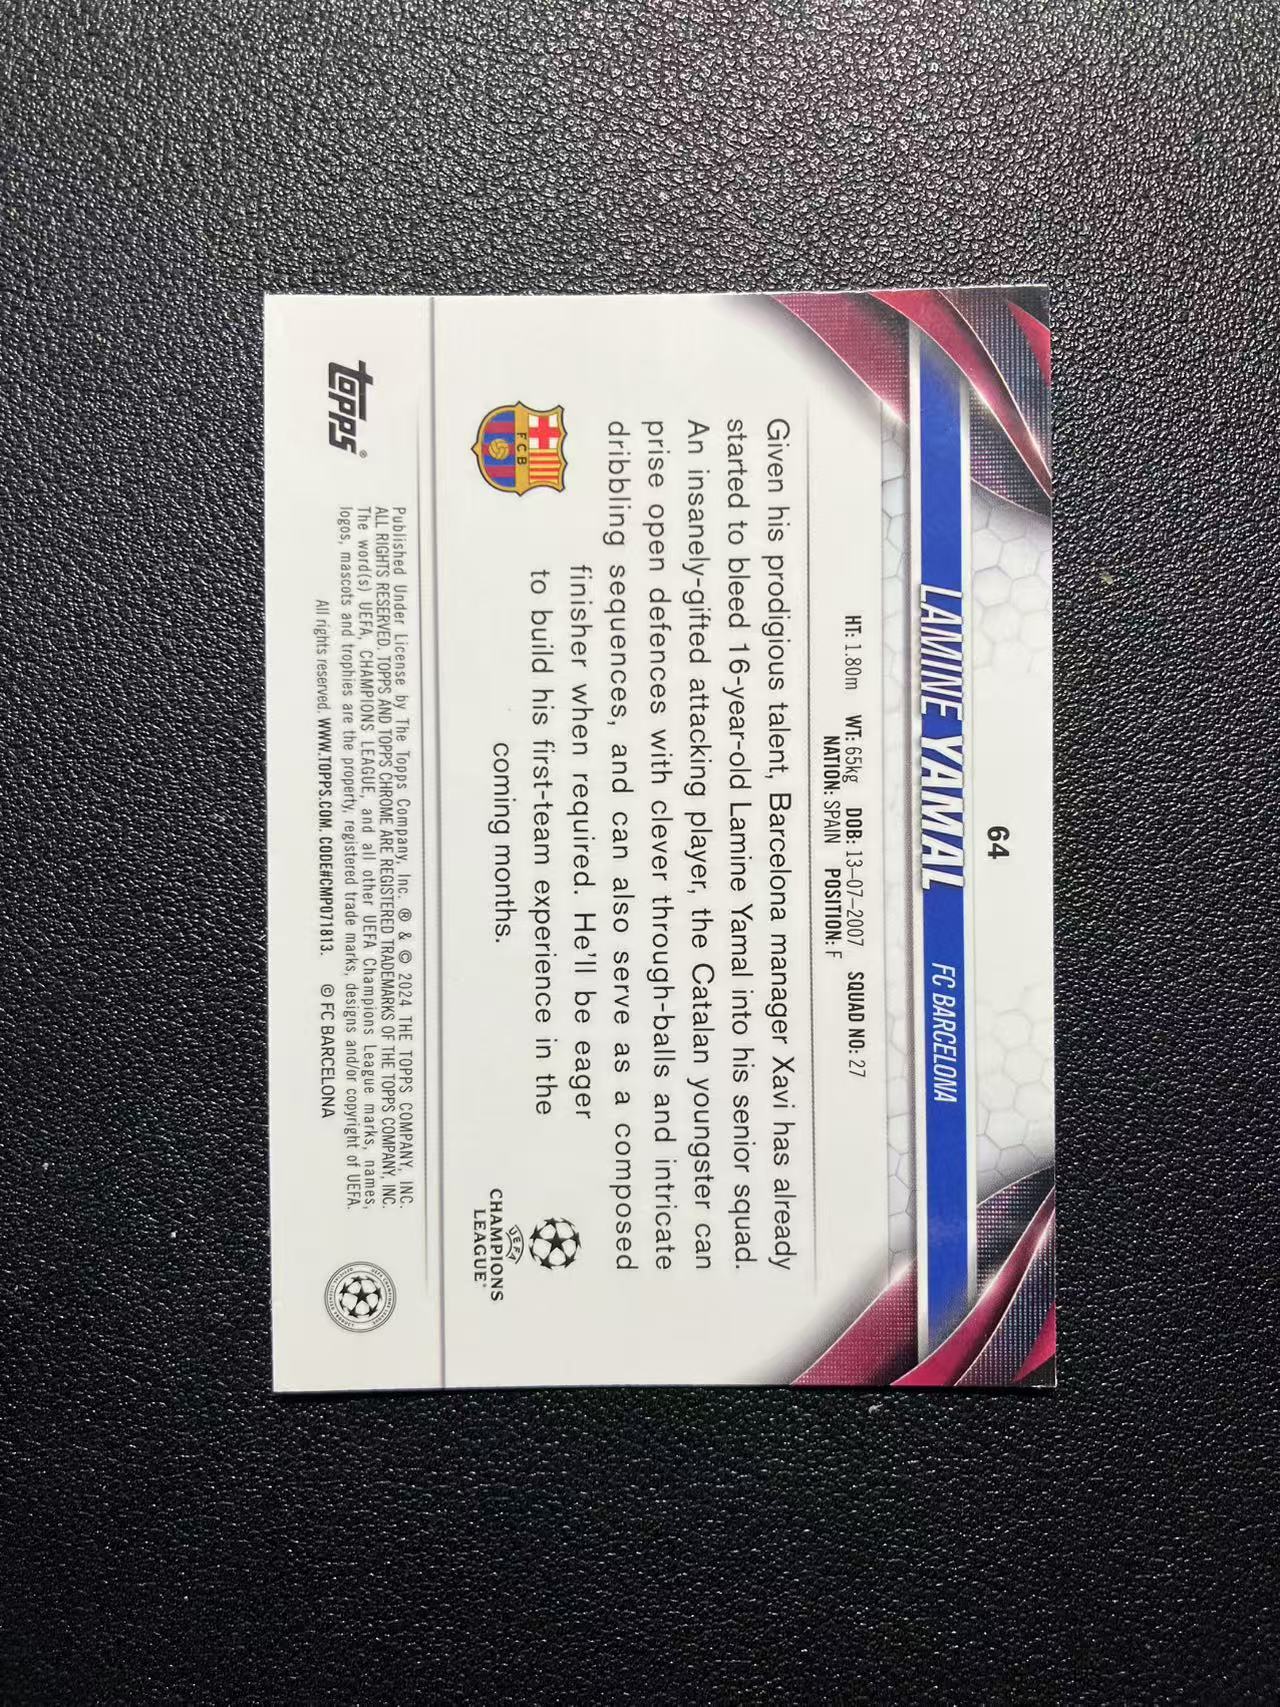 64
LAMINE YAMAL FC BARCELONA
HT: 1.80m WT: 65kg DOB: 13-07-2007 SQUAD NO: 27
NATION: SPAIN POSITION: F
Given his prodigious talent, Barcelona manager Xavi has already
started to bleed 16-year-old Lamine Yamal into his senior squad.
An insanely-gifted attacking player, the Catalan youngster can
prise open defences with clever through-balls and intricate
dribbling sequences, and can also serve as a composed
finisher when required. He'll be eager
to build his first-team experience in the
coming months.
FCB
UEFA
CHAMPIONS
LEAGUE®
topps®
Published Under License by The Topps Company, Inc. ® & © 2024 THE TOPPS COMPANY, INC.
ALL RIGHTS RESERVED. TOPPS AND TOPPS CHROME ARE REGISTERED TRADEMARKS OF THE TOPPS COMPANY, INC.
The word(s) UEFA, CHAMPIONS LEAGUE, and all other UEFA Champions League marks, names,
logos, mascots and trophies are the property, registered trade marks, designs and/or copyright of UEFA.
All rights reserved. WWW.TOPPS.COM. CODE#CMP071813. © FC BARCELONA